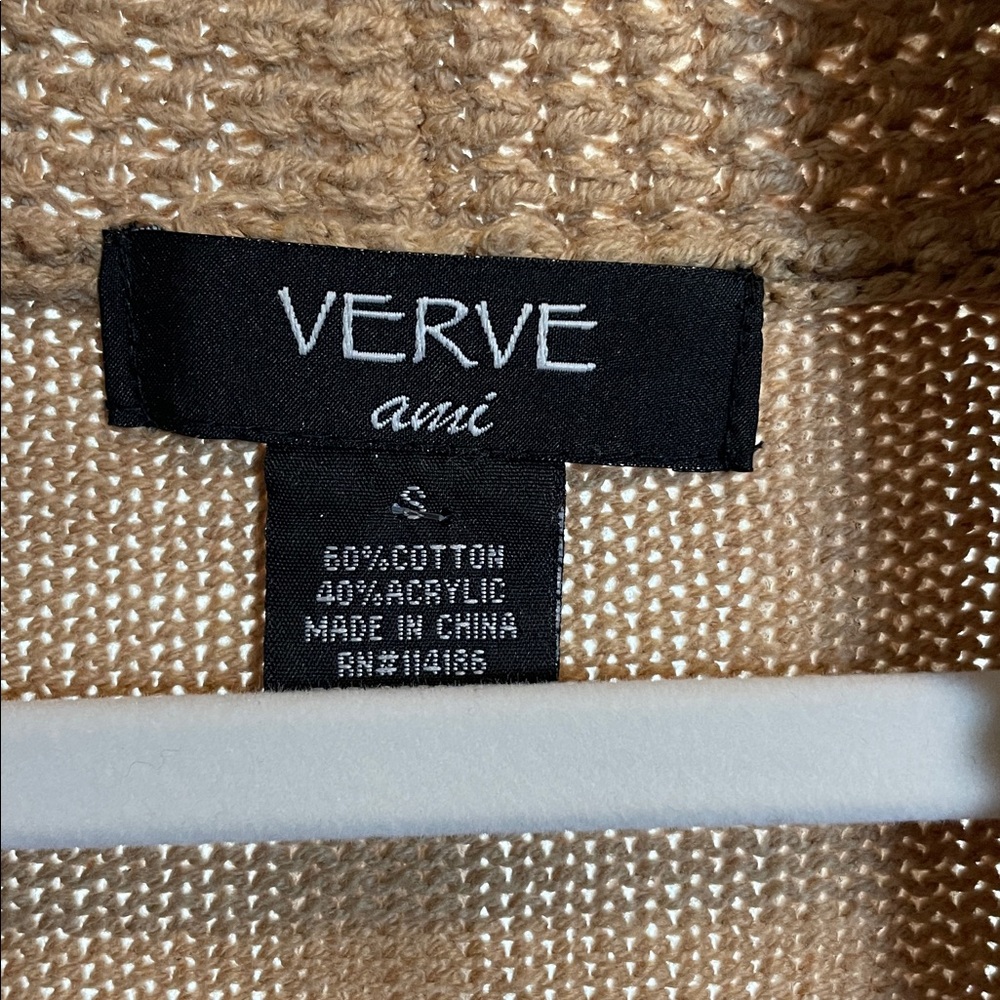 VERVE
ami
S
60%COTTON
40%ACRYLIC
MADE IN CHINA
RN#114186